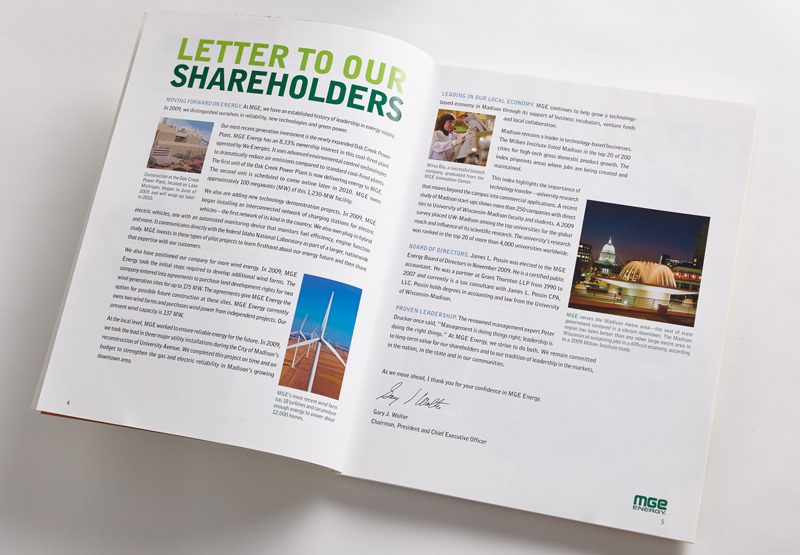 LETTER TO OUR
SHAREHOLDERS
MOVING FORWARD ON ENERGY. At MGE, we have an established history of leadership in energy supply.
In 2009, we distinguished ourselves in reliability, new technologies and green power.
Our most recent generation investment is the newly expanded Oak Creek Power
Plant. MGE Energy has an 8.33% ownership interest in this coal-fired plant
operated by We Energies. It uses advanced environmental control technologies
to dramatically reduce air emissions compared to standard coal-fired plants.
The first unit of the Oak Creek Power Plant is now delivering energy to MGE.
The second unit is scheduled to come online later in 2010. MGE owns
approximately 100 megawatts (MW) of this 1,230-MW facility.
Construction at the Oak Creek
Power Plant, located on Lake
Michigan, began in June of
2005 and will wrap up later
in 2010.
We also are adding new technology demonstration projects. In 2009, MGE
began installing an interconnected network of charging stations for electric
vehicles—the first network of its kind in the country. We also own plug-in hybrid
electric vehicles, one with an automated monitoring device that monitors fuel efficiency, engine function
and more. It communicates directly with the federal Idaho National Laboratory as part of a larger, nationwide
study. MGE invests in these types of pilot projects to learn firsthand about our energy future and then share
that expertise with our customers.
We also have positioned our company for more wind energy. In 2009, MGE
Energy took the initial steps required to develop additional wind farms. The
company entered into agreements to purchase land development rights for two
wind generation sites for up to 175 MW. The agreements give MGE Energy the
option for possible future construction at these sites. MGE Energy currently
owns two wind farms and purchases wind power from independent projects. Our
present wind capacity is 137 MW.
At the local level, MGE worked to ensure reliable energy for the future. In 2009,
we took the lead in three major utility installations during the City of Madison's
reconstruction of University Avenue. We completed this project on time and on
budget to strengthen the gas and electric reliability in Madison's growing
downtown area.
MGE's most recent wind farm
has 18 turbines and can produce
enough energy to power about
12,000 homes.
4
LEADING IN OUR LOCAL ECONOMY. MGE continues to help grow a technology-
based economy in Madison through its support of business incubators, venture funds
and local collaboration.
Madison remains a leader in technology-based businesses.
The Milken Institute listed Madison in the top 20 of 200
cities for high-tech gross domestic product growth. The
index pinpoints areas where jobs are being created and
maintained.
Mirus Bio, a successful biotech
company, graduated from the
MGE Innovation Center.
This index highlights the importance of
technology transfer—university research
that moves beyond the campus into commercial applications. A recent
study of Madison start-ups shows more than 250 companies with direct
ties to University of Wisconsin-Madison faculty and students. A 2009
survey placed UW-Madison among the top universities for the global
reach and influence of its scientific research. The university's research
was ranked in the top 20 of more than 4,000 universities worldwide.
BOARD OF DIRECTORS. James L. Possin was elected to the MGE
Energy Board of Directors in November 2009. He is a certified public
accountant. He was a partner at Grant Thornton LLP from 1990 to
2007 and currently is a tax consultant with James L. Possin CPA,
LLC. Possin holds degrees in accounting and law from the University
of Wisconsin-Madison.
MGE serves the Madison metro area—the seat of state
government centered in a vibrant downtown. The Madison
region has been better than any other large metro area in
Wisconsin at sustaining jobs in a difficult economy, according
to a 2009 Milken Institute study.
PROVEN LEADERSHIP. The renowned management expert Peter
Drucker once said, "Management is doing things right; leadership is
doing the right things." At MGE Energy, we strive to do both. We remain committed
to long-term value for our shareholders and to our tradition of leadership in the markets,
in the nation, in the state and in our communities.
As we move ahead, I thank you for your confidence in MGE Energy.
Gary J Wolter
Gary J. Wolter
Chairman, President and Chief Executive Officer
mge
ENERGY
5